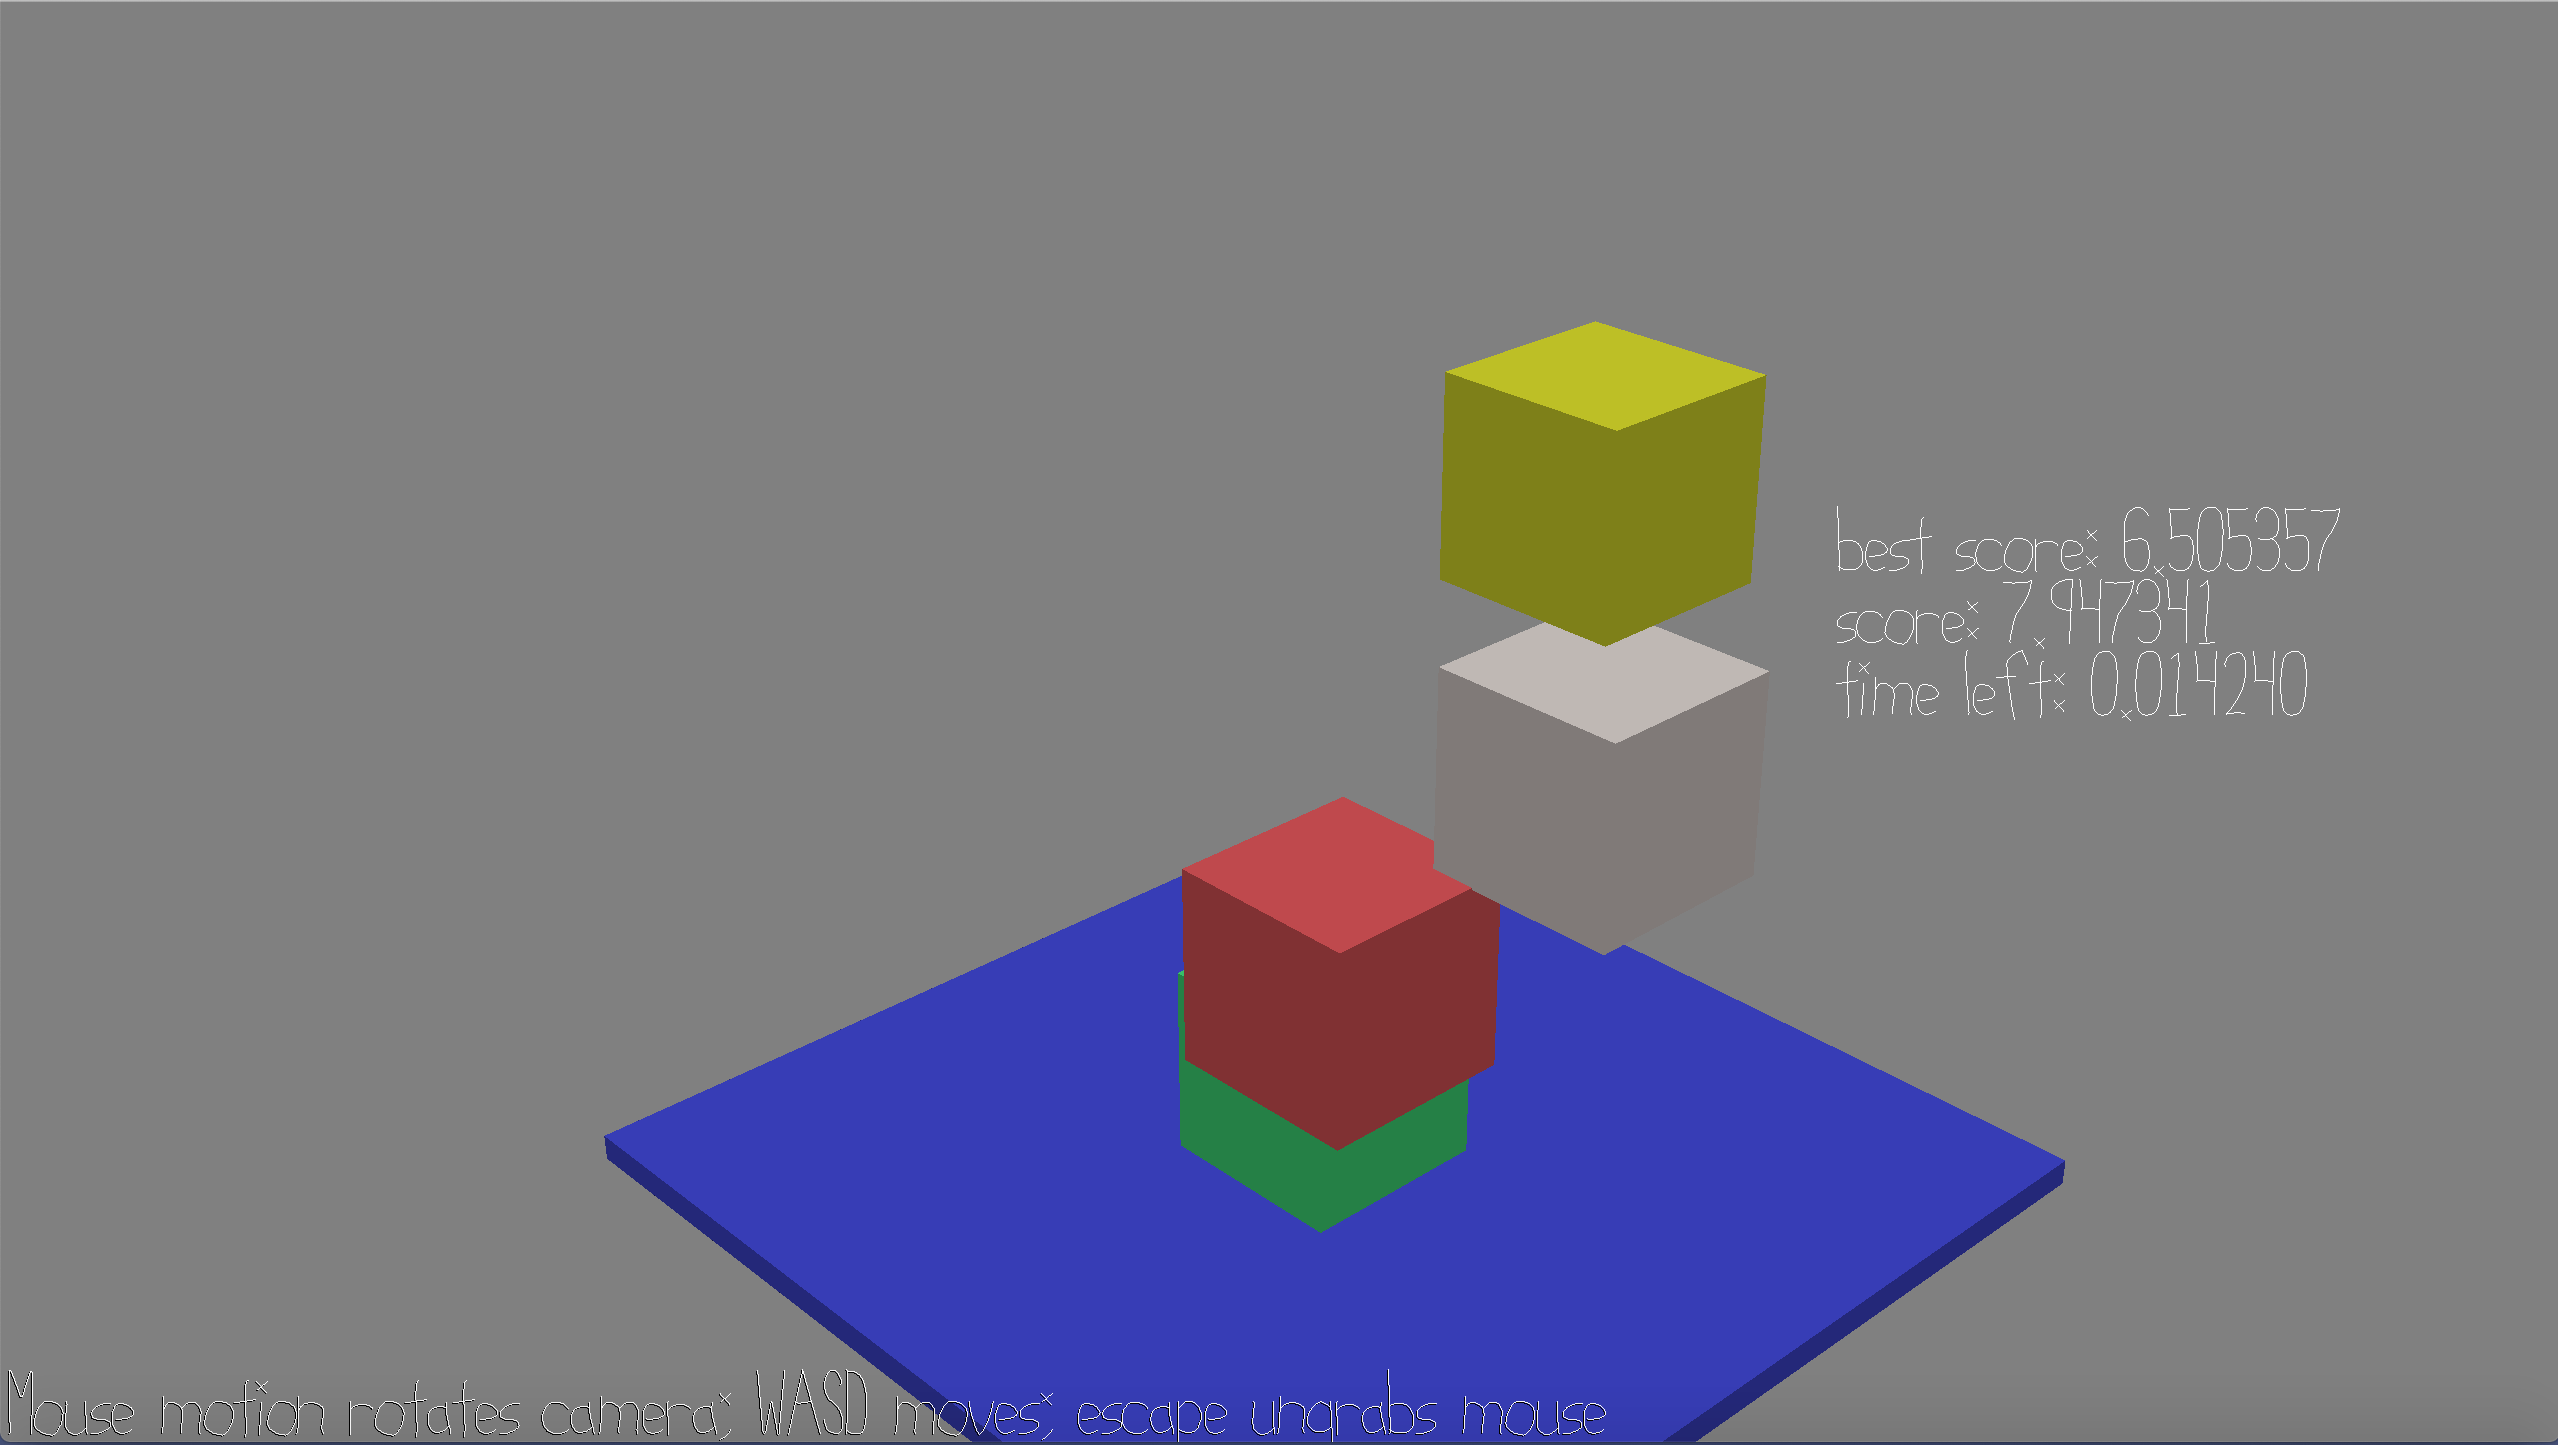 best score: 6.505357
score: 7.947341
time left: 0.014240
Mouse motion rotates camera; WASD moves; escape ungrabs mouse